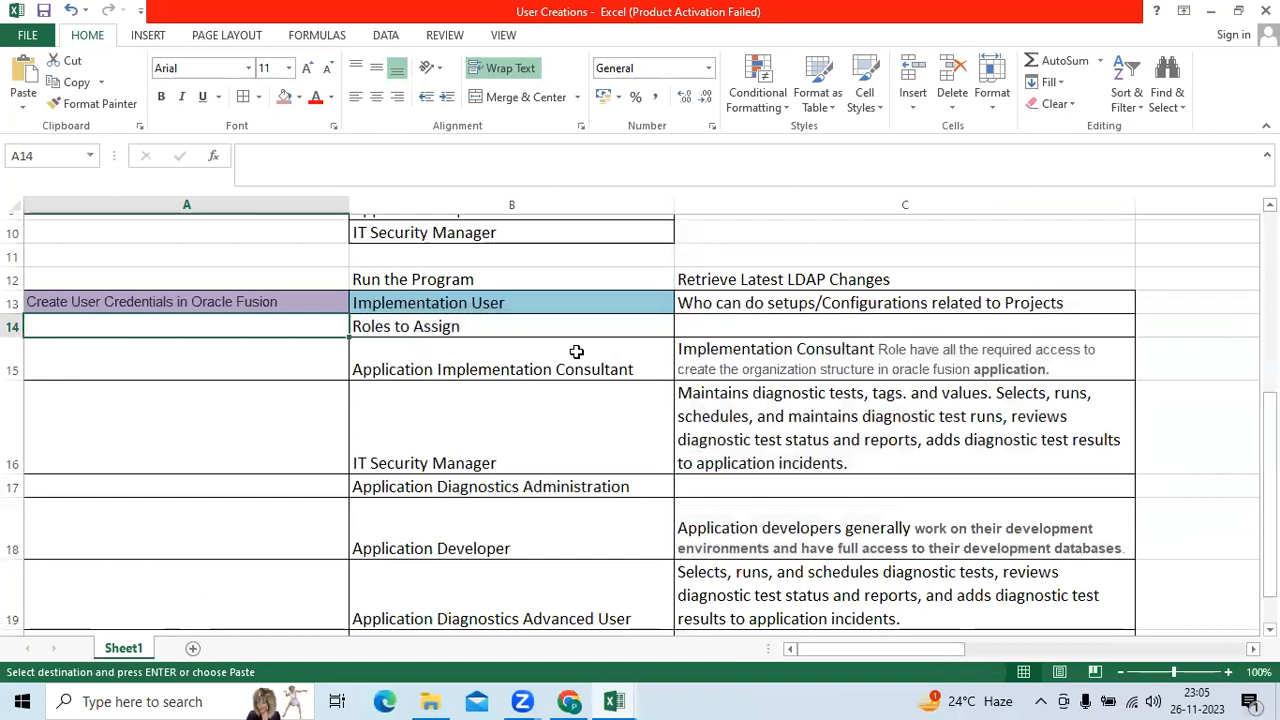 User Creations - Excel (Product Activation Failed)
?
FILE
HOME
INSERT
PAGE LAYOUT
FORMULAS
DATA
REVIEW
VIEW
Sign in
Paste
Cut
Copy
Format Painter
Clipboard
Arial
11
B I U
Font
Wrap Text
Merge & Center
Alignment
General
Number
Conditional Formatting
Format as Table
Cell Styles
Styles
Insert
Delete
Format
Cells
AutoSum
Fill
Clear
Sort & Filter
Find & Select
Editing
A14
fx
A B C
10 IT Security Manager
11
12 Run the Program Retrieve Latest LDAP Changes
13 Create User Credentials in Oracle Fusion Implementation User Who can do setups/Configurations related to Projects
14 Roles to Assign
Implementation Consultant Role have all the required access to
create the organization structure in oracle fusion application.
15 Application Implementation Consultant
Maintains diagnostic tests, tags. and values. Selects, runs,
schedules, and maintains diagnostic test runs, reviews
diagnostic test status and reports, adds diagnostic test results
16 IT Security Manager to application incidents.
17 Application Diagnostics Administration
Application developers generally work on their development
18 Application Developer environments and have full access to their development databases.
Selects, runs, and schedules diagnostic tests, reviews
diagnostic test status and reports, and adds diagnostic test
19 Application Diagnostics Advanced User results to application incidents.
Sheet1
Select destination and press ENTER or choose Paste
100%
Type here to search
24°C Haze
23:05
26-11-2023
1
1